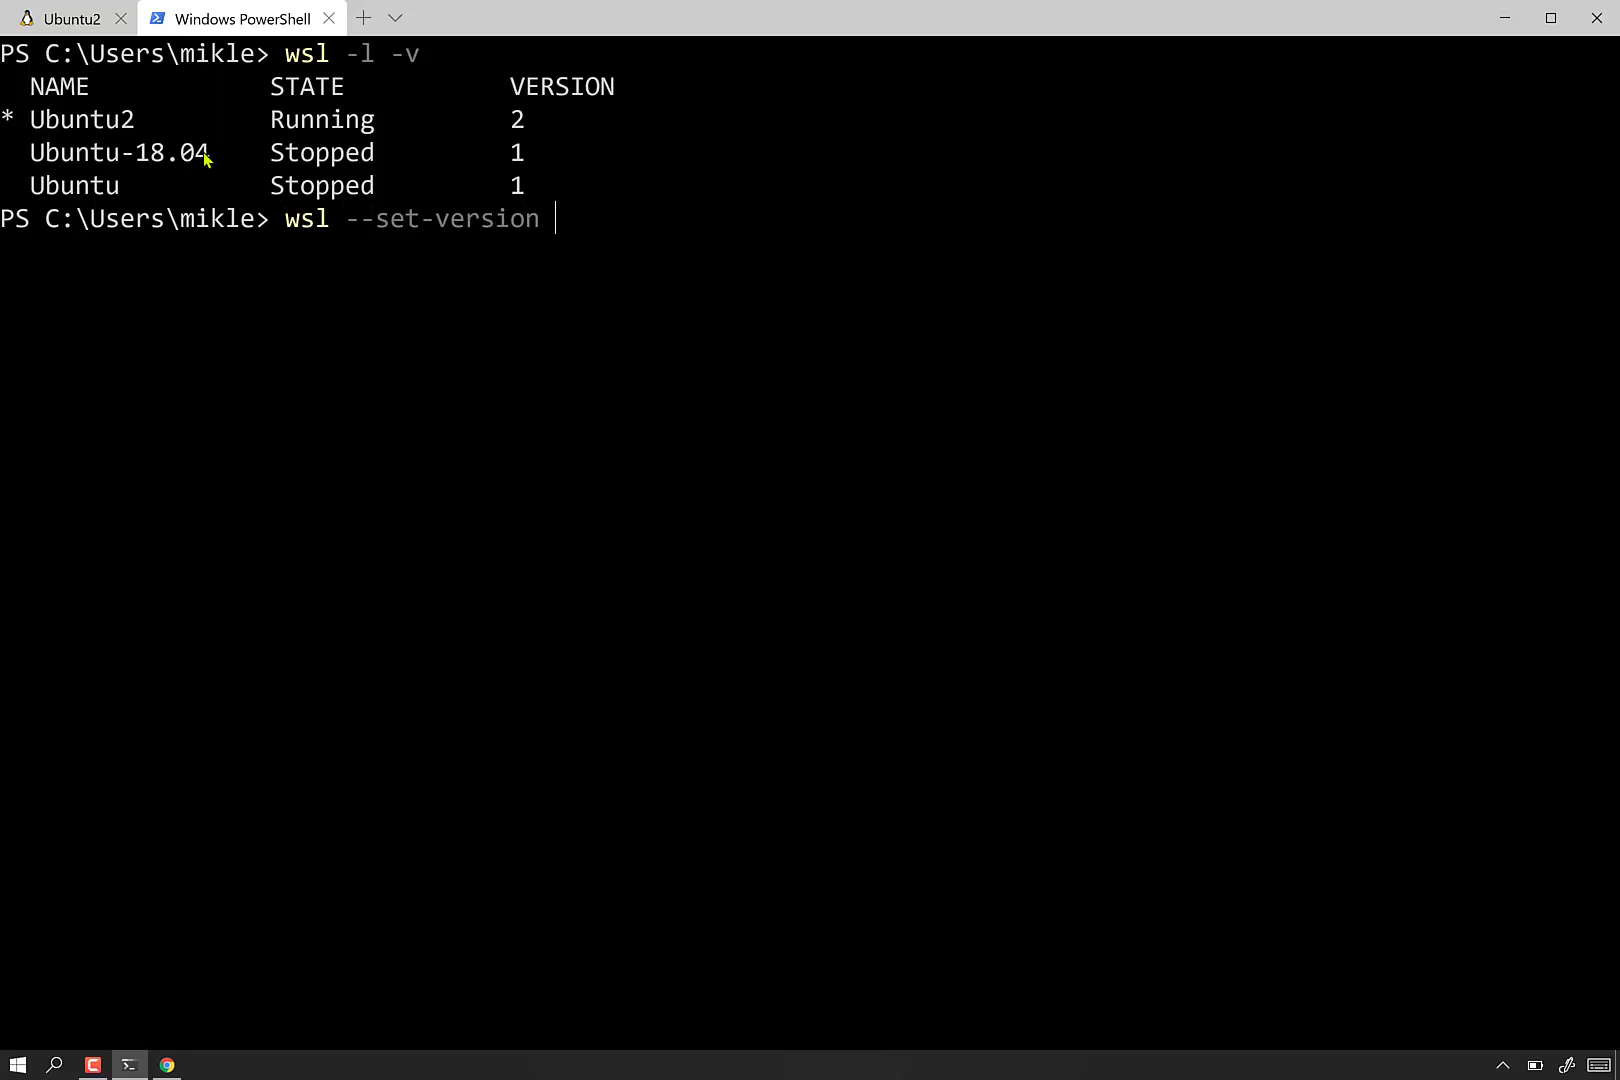 Ubuntu2
Windows PowerShell
PS C:\Users\mikle> wsl -l -v
NAME STATE VERSION
* Ubuntu2 Running 2
Ubuntu-18.04 Stopped 1
Ubuntu Stopped 1
PS C:\Users\mikle> wsl --set-version